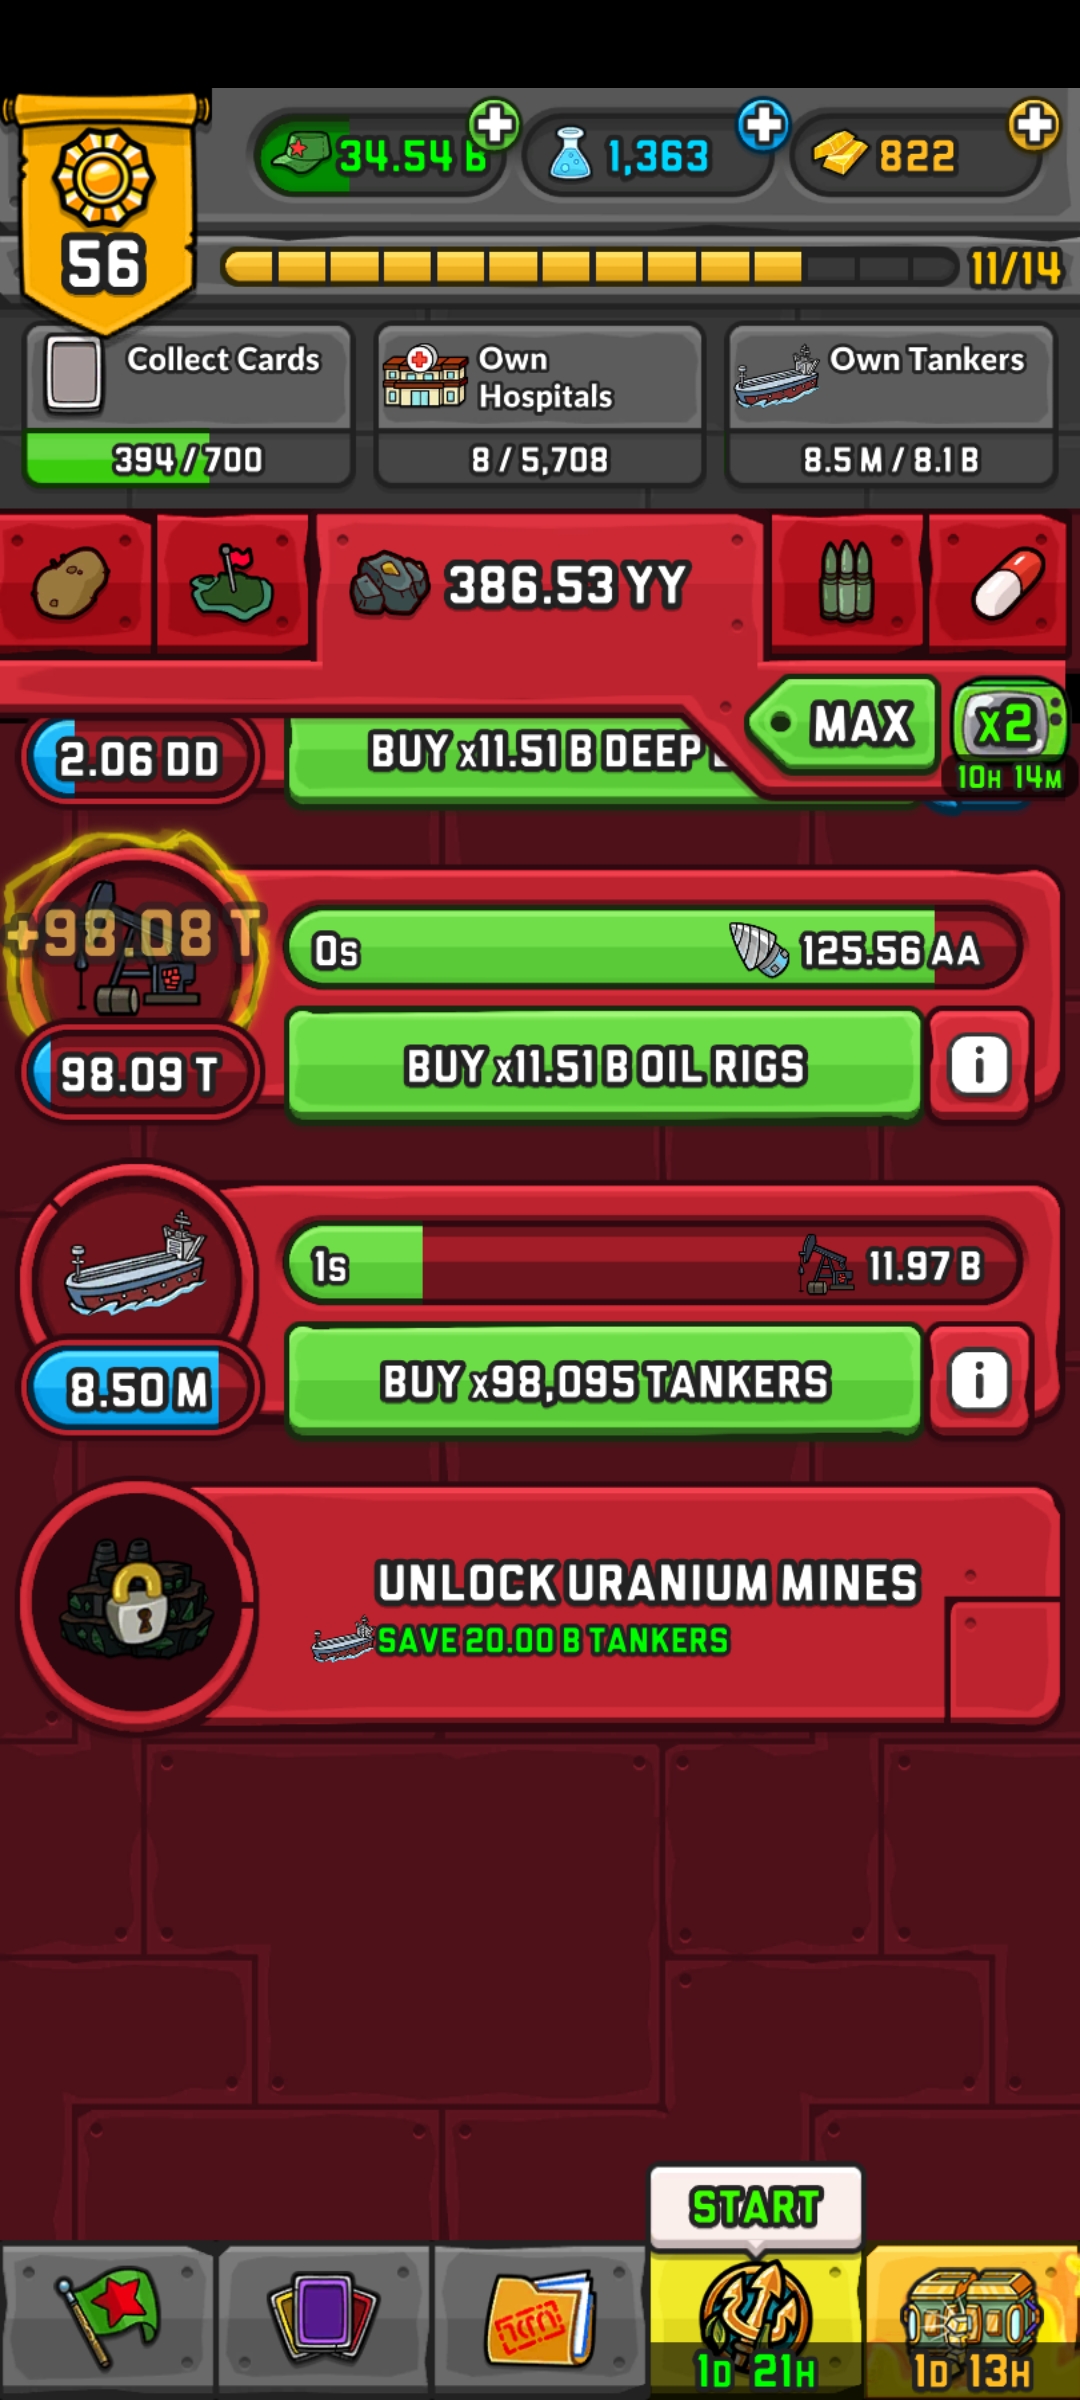 34.54 B
1,363
822
56
11/14
Collect Cards
394/700
Own
Hospitals
8/5,708
Own Tankers
8.5 M/8.1 B
386.53 YY
MAX
x2
10H 14M
2.06 DD
BUY x11.51 B DEEP
+98.08 T
0s
125.56 AA
98.09 T
BUY x11.51 B OIL RIGS
i
1s
11.97 B
8.50 M
BUY x98,095 TANKERS
i
UNLOCK URANIUM MINES
SAVE 20.00 B TANKERS
START
1D 21H
1D 13H